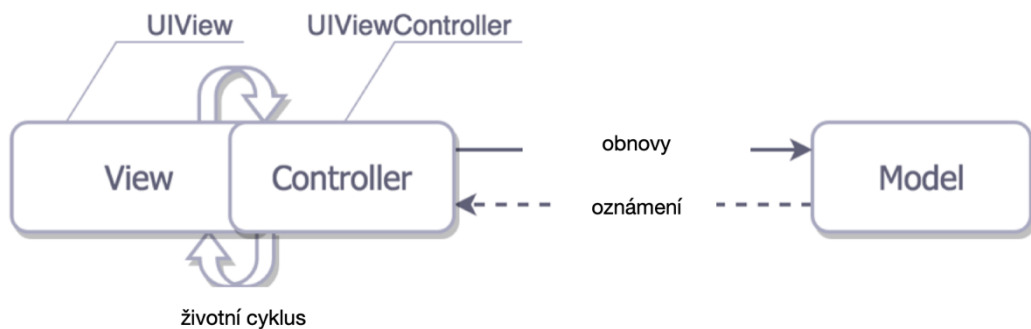 UIView
UIViewController
View
Controller
obnovy
oznámení
Model
životní cyklus